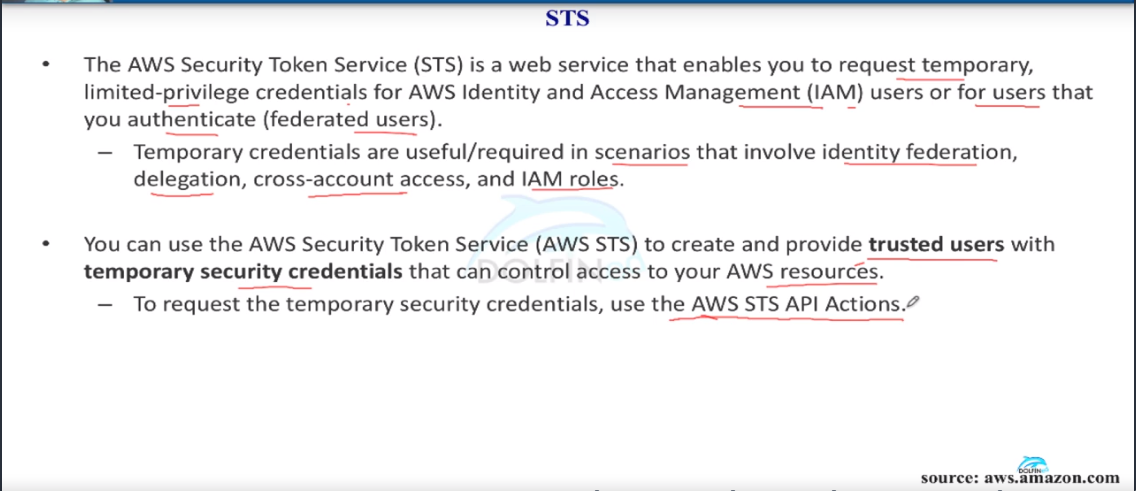 STS
• The AWS Security Token Service (STS) is a web service that enables you to request temporary,
limited-privilege credentials for AWS Identity and Access Management (IAM) users or for users that
you authenticate (federated users).
– Temporary credentials are useful/required in scenarios that involve identity federation,
delegation, cross-account access, and IAM roles.
• You can use the AWS Security Token Service (AWS STS) to create and provide trusted users with
temporary security credentials that can control access to your AWS resources.
– To request the temporary security credentials, use the AWS STS API Actions.
DOLFIN
DOLFIN
source: aws.amazon.com